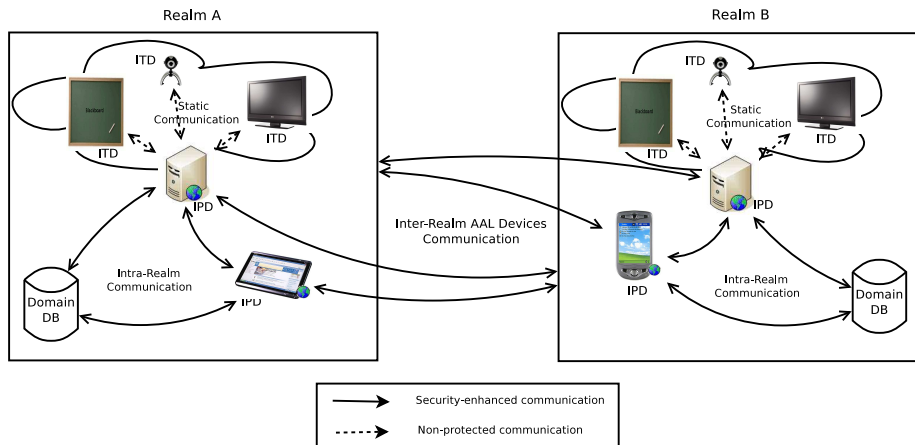 Realm A
Realm B
ITD
ITD
Static
Communication
Static
Communication
ITD
ITD
ITD
ITD
IPD
IPD
Inter-Realm AAL Devices
Communication
Intra-Realm
Communication
Intra-Realm
Communication
IPD
IPD
Domain
DB
Domain
DB
Security-enhanced communication
Non-protected communication